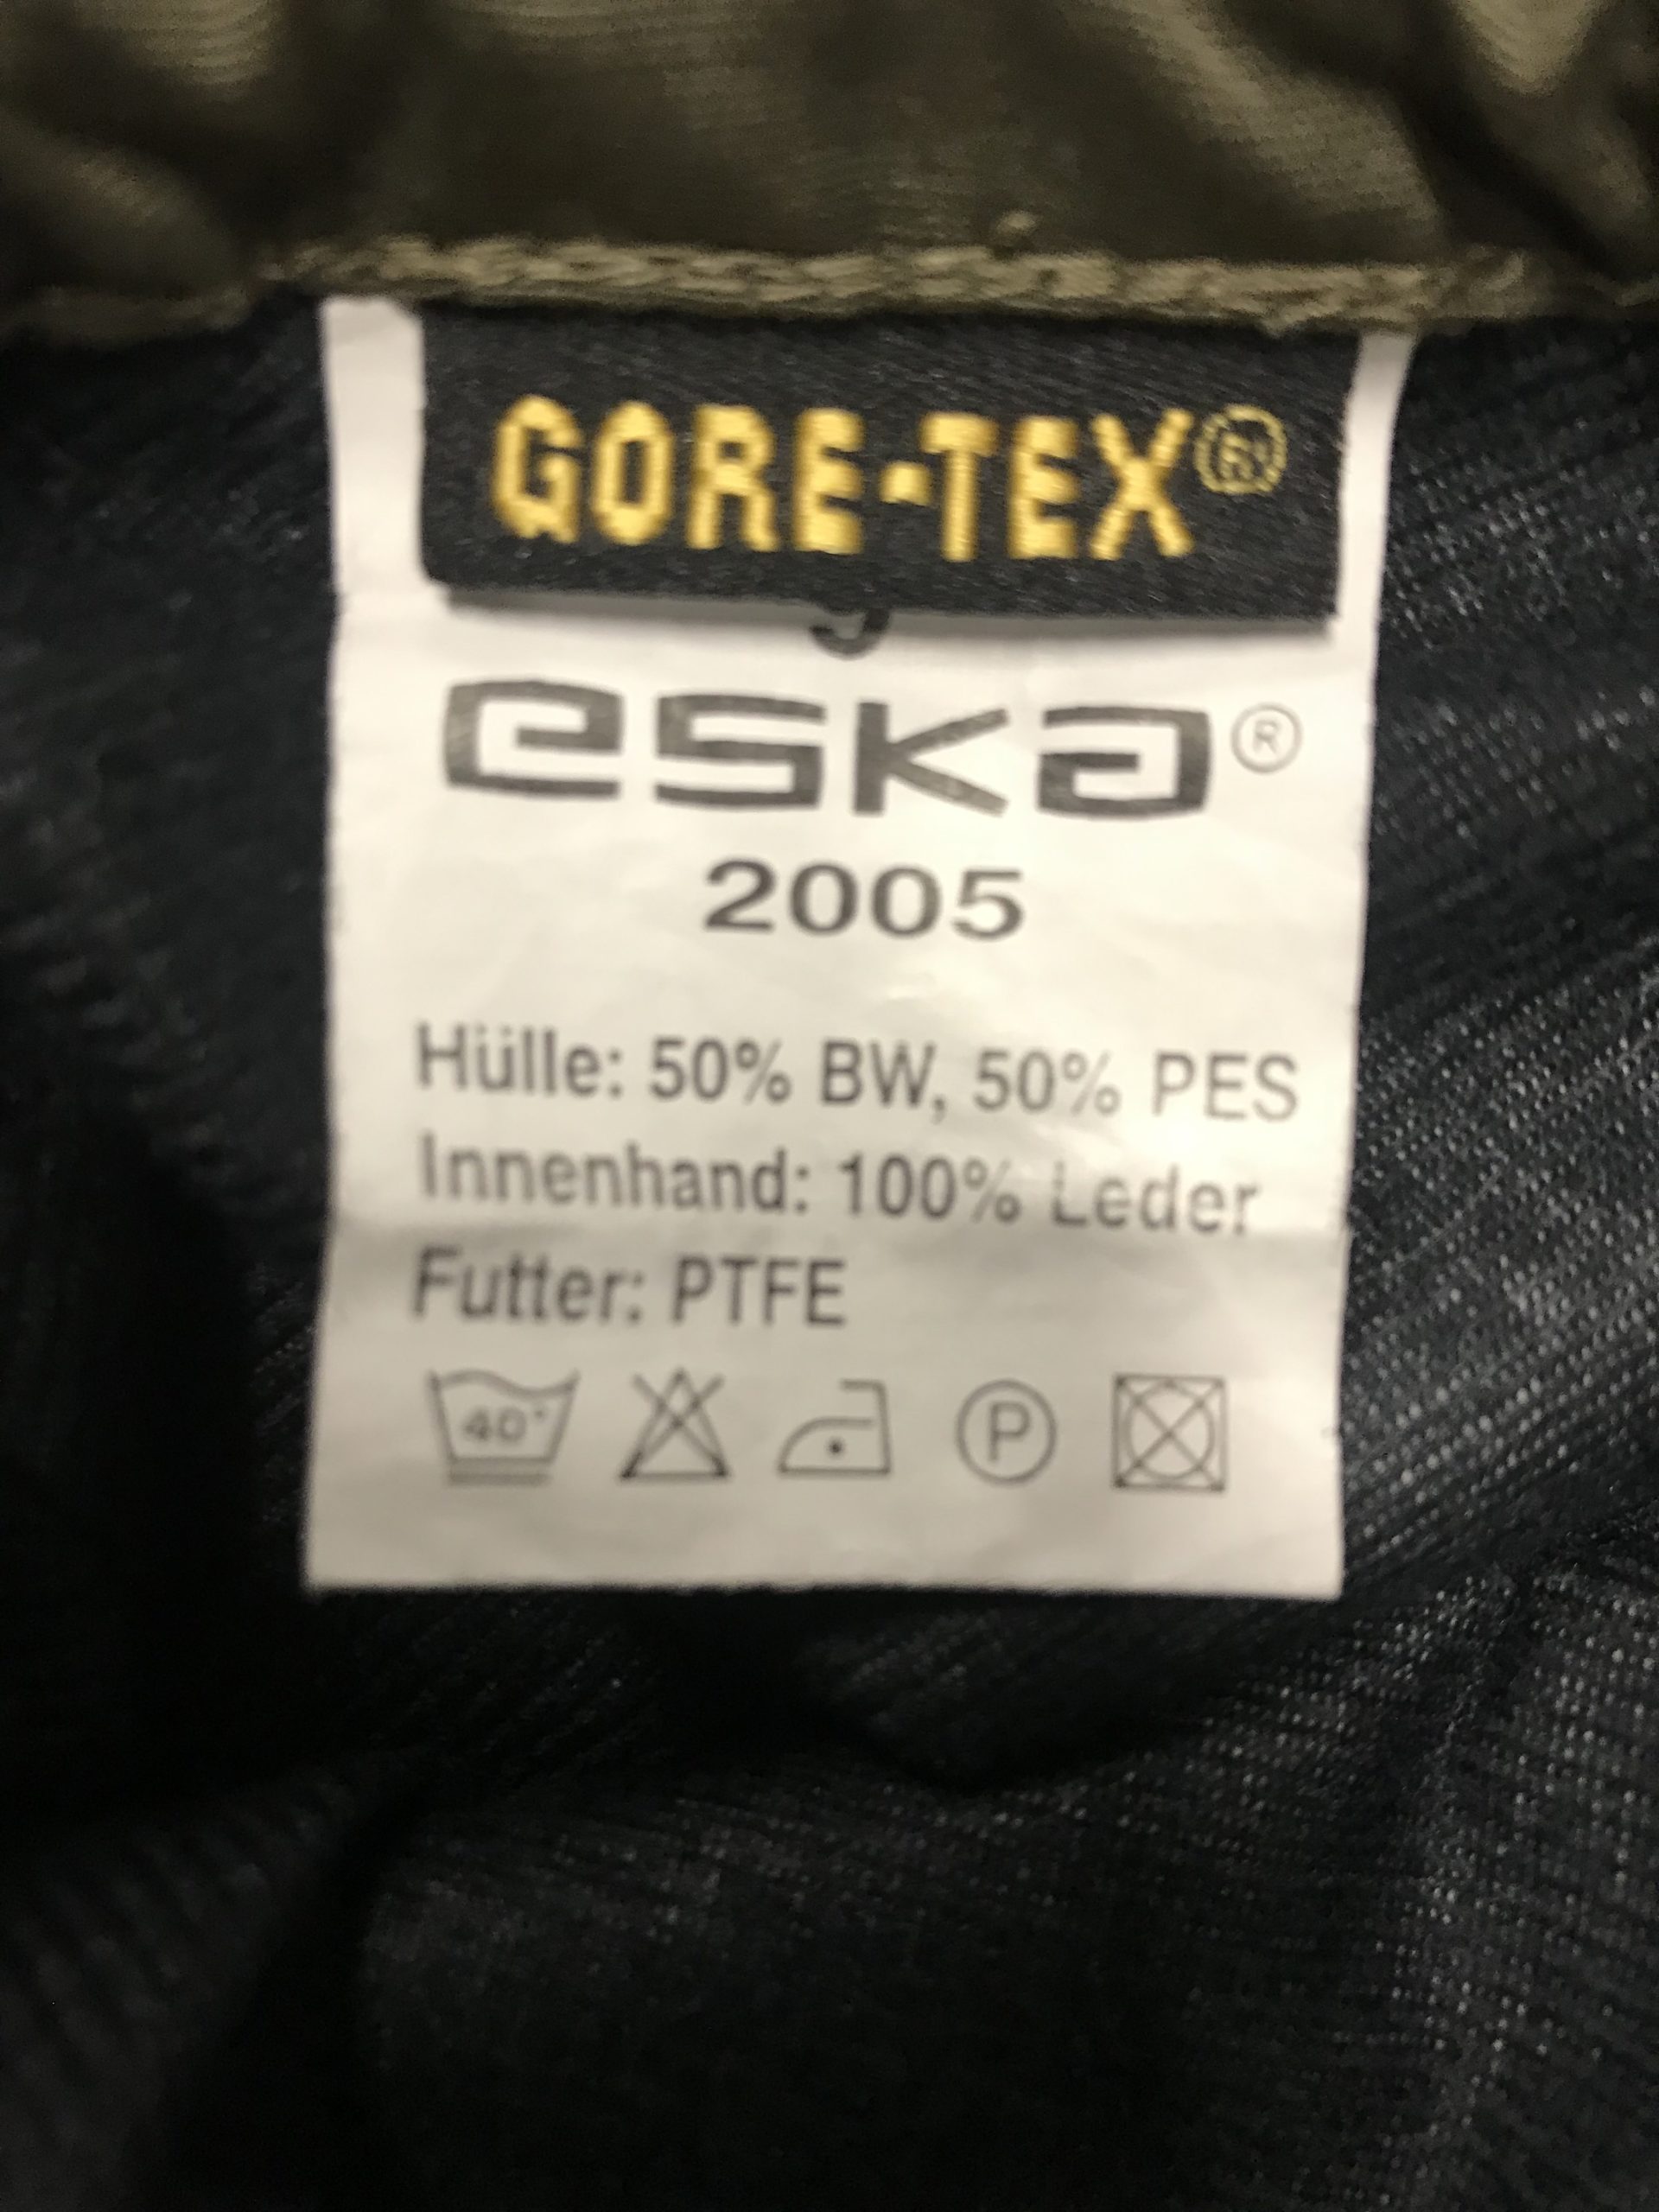 GORE-TEX®
eska®
2005
Hülle: 50% BW, 50% PES
Innenhand: 100% Leder
Futter: PTFE
40° P